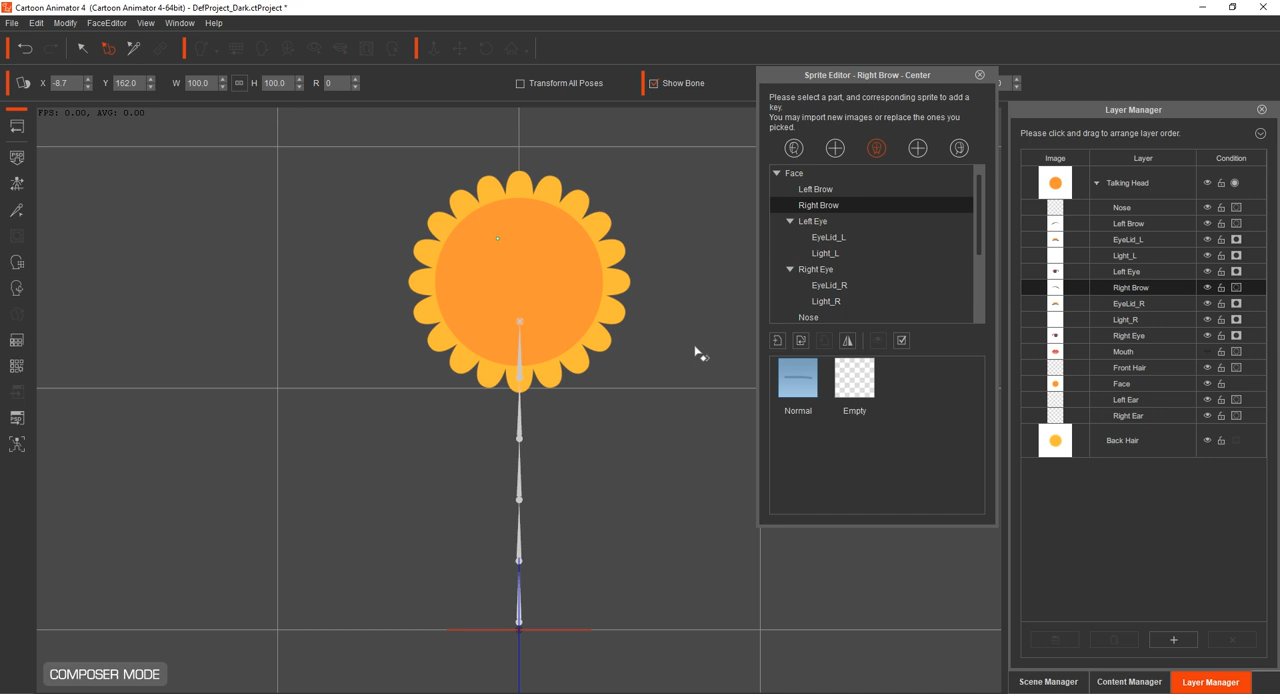 Cartoon Animator 4 (Cartoon Animator 4-64bit) - DefProject_Dark.ctProject *
File Edit Modify FaceEditor View Window Help
X -8.7 Y 162.0 W 100.0 H 100.0 R 0 Transform All Poses Show Bone 0
FPS: 0.00, AVG: 0.00
Sprite Editor - Right Brow - Center
Please select a part, and corresponding sprite to add a
key.
You may import new images or replace the ones you
picked.
Face
Left Brow
Right Brow
Left Eye
EyeLid_L
Light_L
Right Eye
EyeLid_R
Light_R
Nose
Normal Empty
Layer Manager
Please click and drag to arrange layer order.
Image Layer Condition
Talking Head
Nose
Left Brow
EyeLid_L
Light_L
Left Eye
Right Brow
EyeLid_R
Light_R
Right Eye
Mouth
Front Hair
Face
Left Ear
Right Ear
Back Hair
COMPOSER MODE
Scene Manager Content Manager Layer Manager